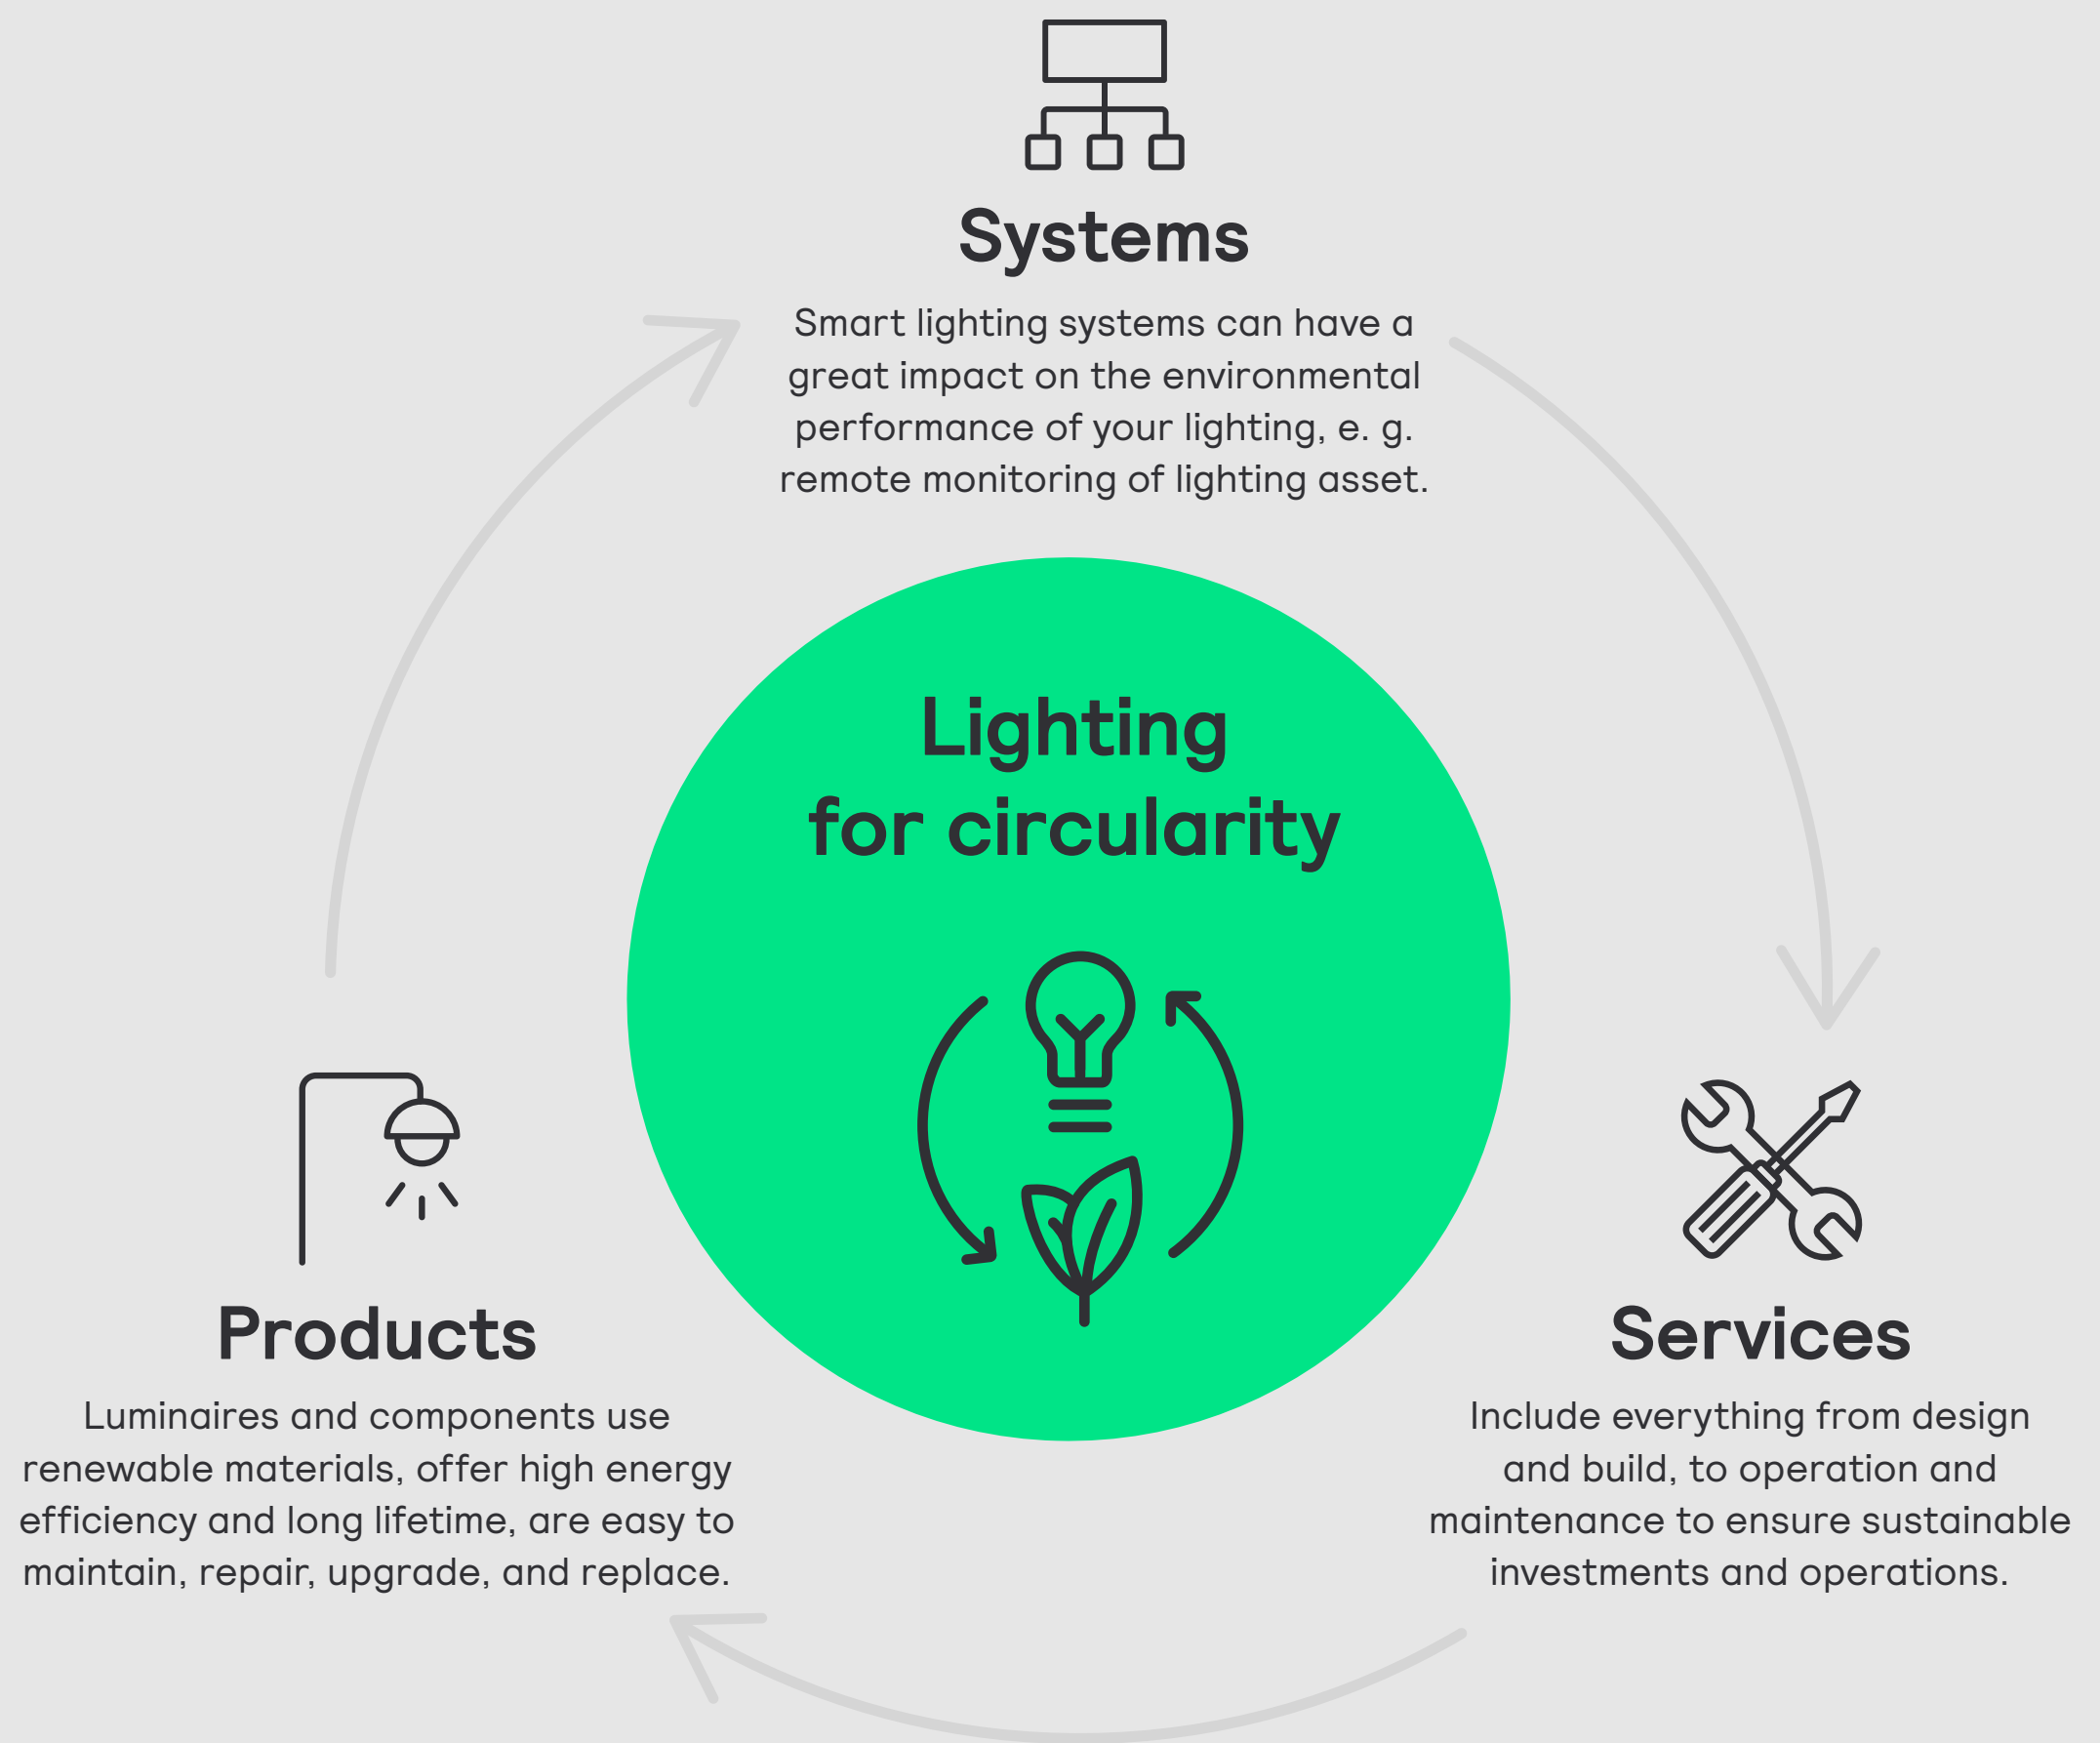 Systems
Smart lighting systems can have a
great impact on the environmental
performance of your lighting, e. g.
remote monitoring of lighting asset.
Lighting
for circularity
Products
Luminaires and components use
renewable materials, offer high energy
efficiency and long lifetime, are easy to
maintain, repair, upgrade, and replace.
Services
Include everything from design
and build, to operation and
maintenance to ensure sustainable
investments and operations.